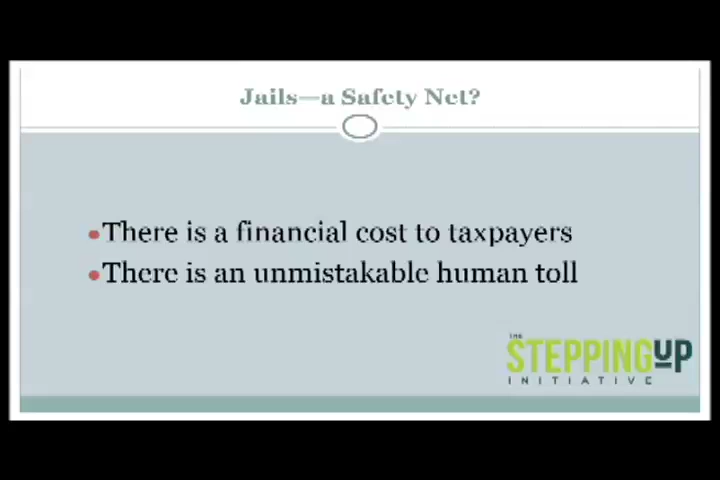 Jails—a Safety Net?
●There is a financial cost to taxpayers
●There is an unmistakable human toll
THE
STEPPING UP
INITIATIVE